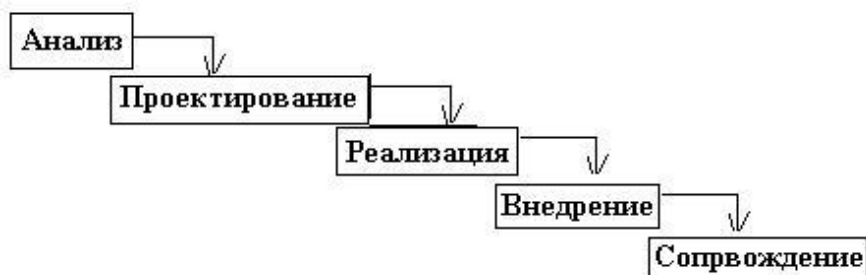 Анализ
Проектирование
Реализация
Внедрение
Сопрвождение